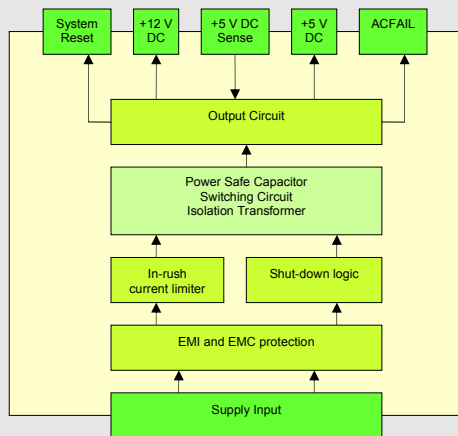 System
Reset
+12 V
DC
+5 V DC
Sense
+5 V
DC
ACFAIL
Output Circuit
Power Safe Capacitor
Switching Circuit
Isolation Transformer
In-rush
current limiter
Shut-down logic
EMI and EMC protection
Supply Input